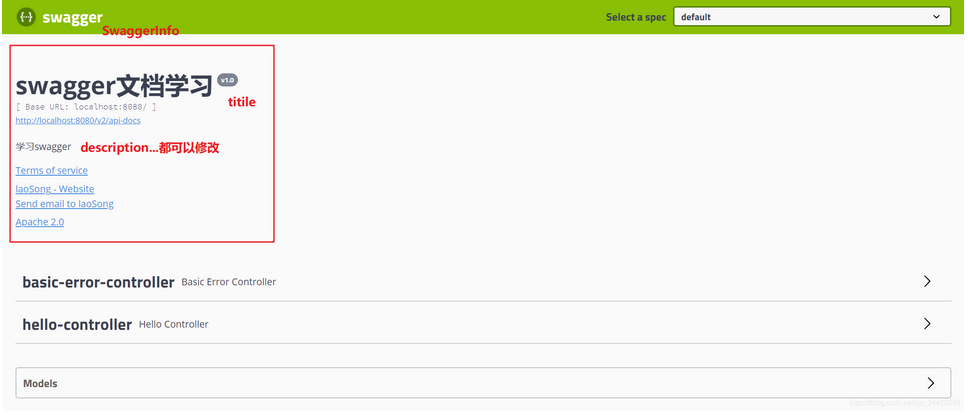 swagger
Select a spec
default
SwaggerInfo
swagger文档学习 v1.0
[ Base URL: localhost:8080/ ]
titile
http://localhost:8080/v2/api-docs
学习swagger
description...都可以修改
Terms of service
laoSong - Website
Send email to laoSong
Apache 2.0
basic-error-controller Basic Error Controller
hello-controller Hello Controller
Models